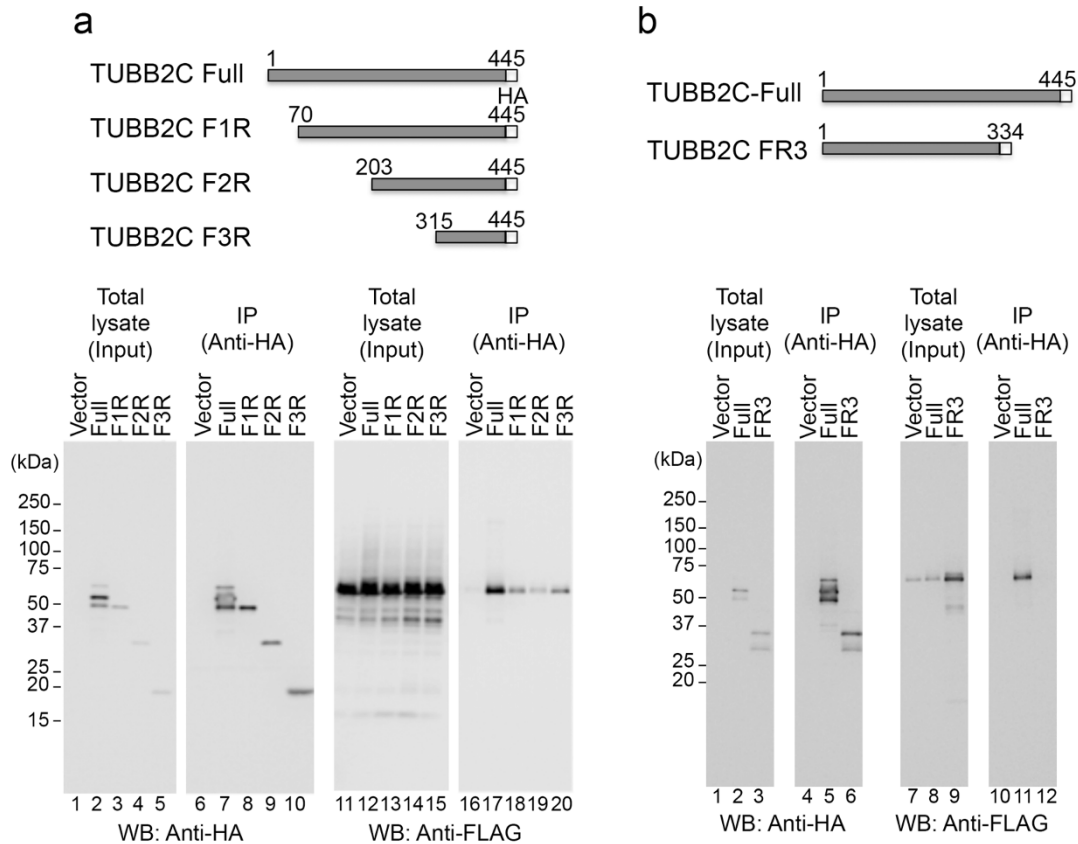 a
1 445
TUBB2C Full
HA
70 445
TUBB2C F1R
203 445
TUBB2C F2R
315 445
TUBB2C F3R
Total lysate (Input)
IP (Anti-HA)
Total lysate (Input)
IP (Anti-HA)
Vector Full F1R F2R F3R
Vector Full F1R F2R F3R
Vector Full F1R F2R F3R
Vector Full F1R F2R F3R
(kDa)
250
150
100
75
50
37
25
20
15
1 2 3 4 5 6 7 8 9 10 11 12 13 14 15 16 17 18 19 20
WB: Anti-HA WB: Anti-FLAG
b
1 445
TUBB2C-Full
1 334
TUBB2C FR3
Total lysate (Input)
IP (Anti-HA)
Total lysate (Input)
IP (Anti-HA)
Vector Full FR3
Vector Full FR3
Vector Full FR3
Vector Full FR3
(kDa)
250
150
100
75
50
37
25
20
1 2 3 4 5 6 7 8 9 10 11 12
WB: Anti-HA WB: Anti-FLAG